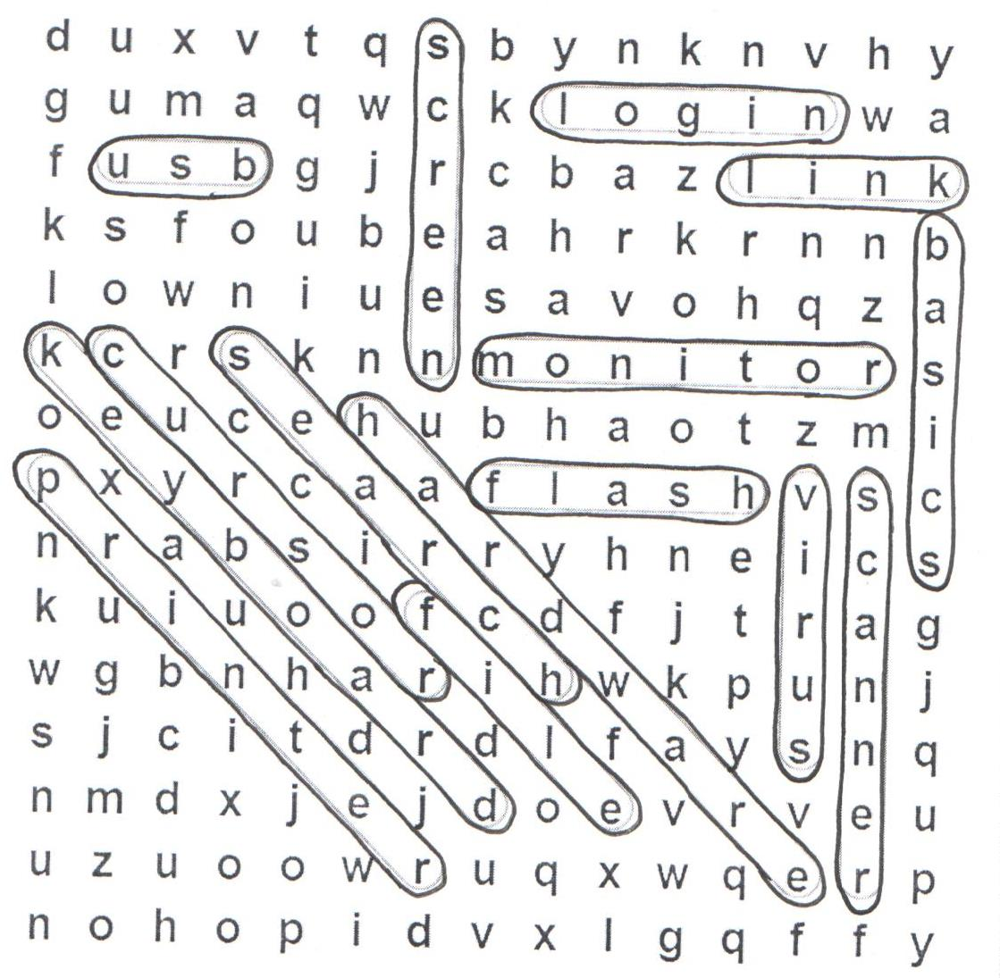 d u x v t q s b y n k n v h y
g u m a q w c k l o g i n w a
f u s b g j r c b a z l i n k
k s f o u b e a h r k r n n b
l o w n i u e s a v o h q z a
k c r s k n n m o n i t o r s
o e u c e h u b h a o t z m i
p x y r c a a f l a s h v s c
n r a b s i r r y h n e i c s
k u i u o o f c d f j t r a g
w g b n h a r i h w k p u n j
s j c i t d r d l f a y s n q
n m d x j e j d o e v r v e u
u z u o o w r u q x w q e r p
n o h o p i d v x l g q f f y